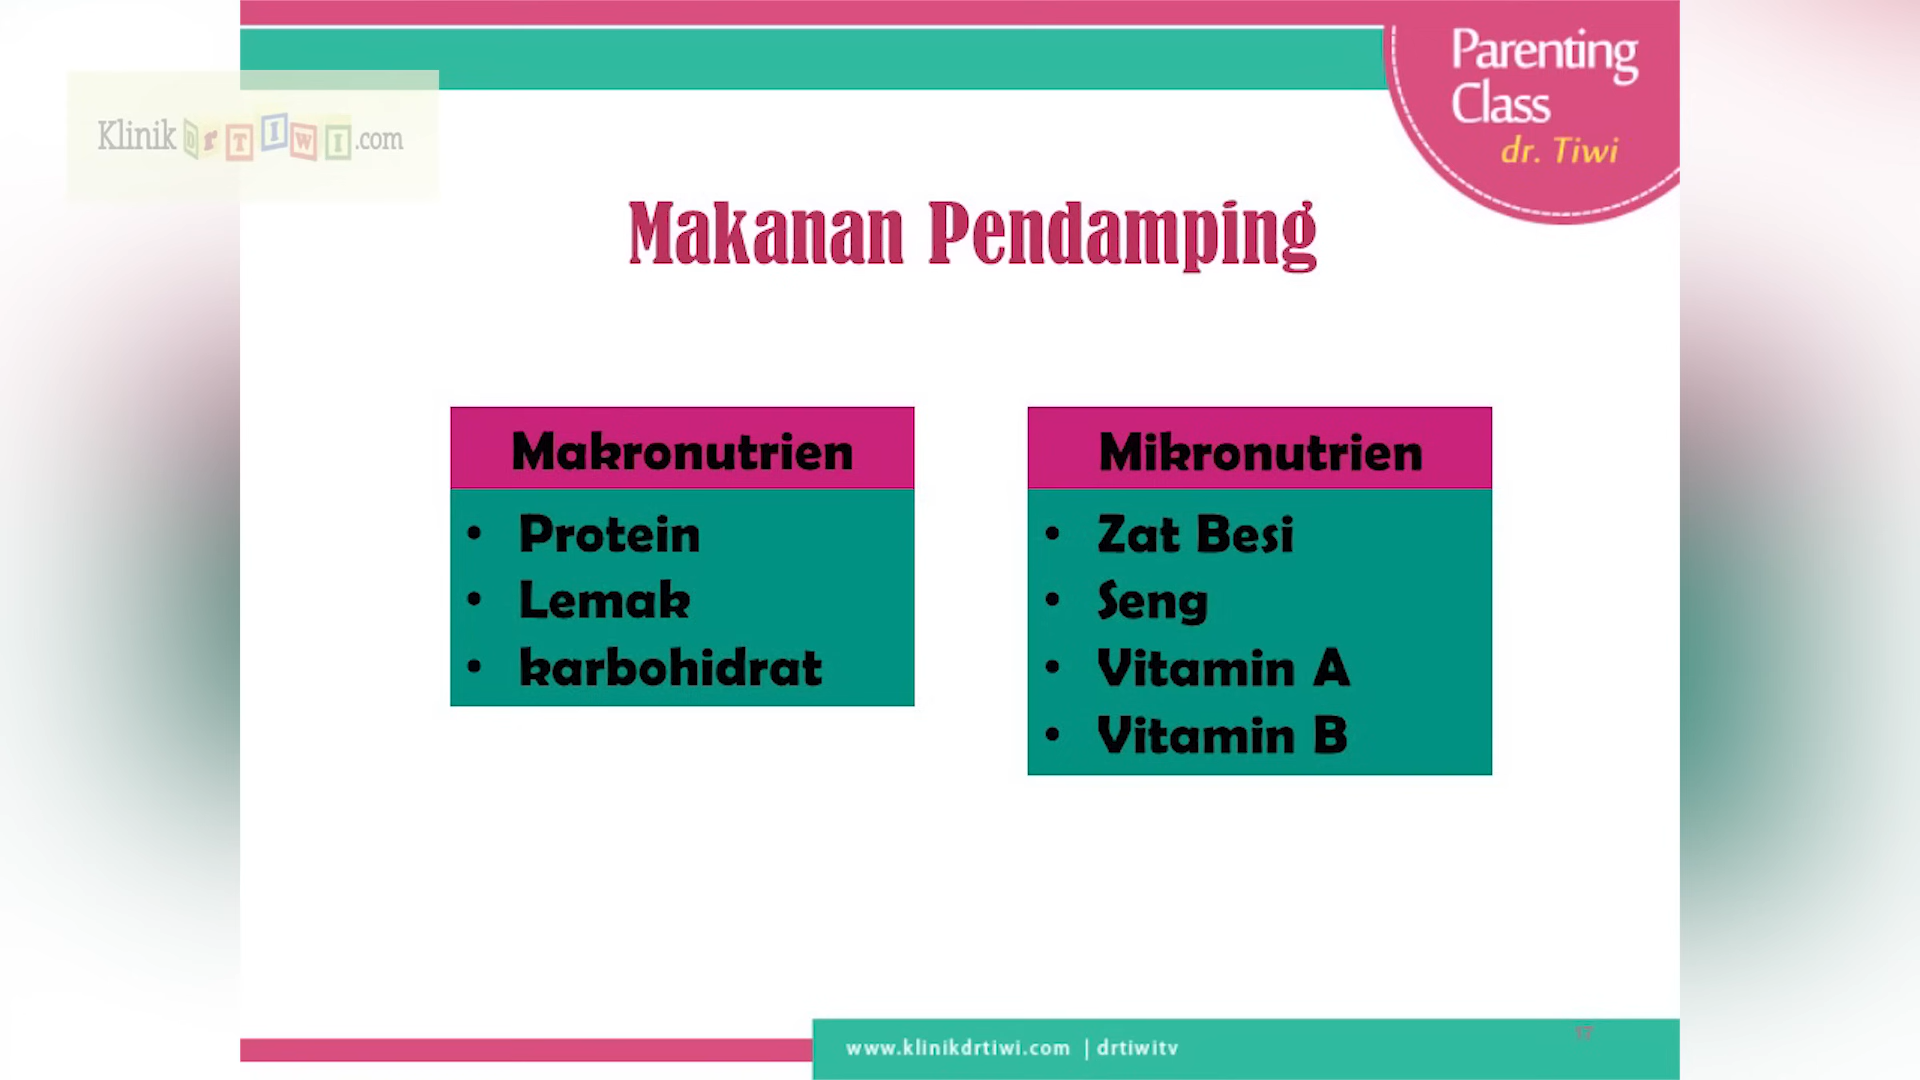 Parenting
Class
dr. Tiwi
Klinik drTIWI.com
Makanan Pendamping
Makronutrien
• Protein
• Lemak
• karbohidrat
Mikronutrien
• Zat Besi
• Seng
• Vitamin A
• Vitamin B
www.klinikdrtiwi.com | drtiwitv
17